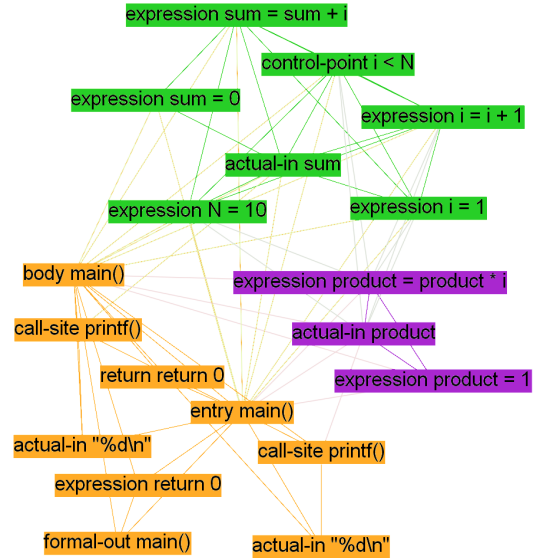 expression sum = sum + i
control-point i < N
expression sum = 0
expression i = i + 1
actual-in sum
expression N = 10
expression i = 1
body main()
expression product = product * i
call-site printf()
actual-in product
return return 0
expression product = 1
entry main()
actual-in "%d\n"
call-site printf()
expression return 0
formal-out main()
actual-in "%d\n"